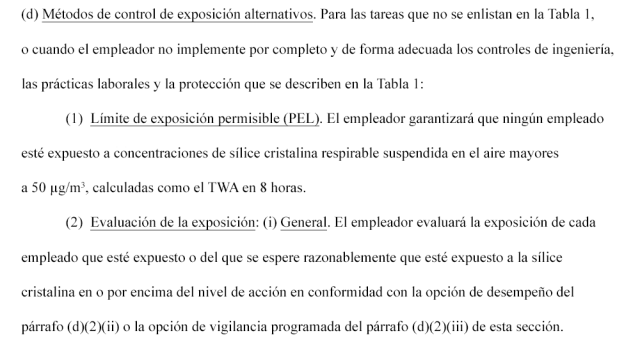 (d) Métodos de control de exposición alternativos. Para las tareas que no se enlistan en la Tabla 1,
o cuando el empleador no implemente por completo y de forma adecuada los controles de ingeniería,
las prácticas laborales y la protección que se describen en la Tabla 1:
(1) Límite de exposición permisible (PEL). El empleador garantizará que ningún empleado
esté expuesto a concentraciones de sílice cristalina respirable suspendida en el aire mayores
a 50 µg/m³, calculadas como el TWA en 8 horas.
(2) Evaluación de la exposición: (i) General. El empleador evaluará la exposición de cada
empleado que esté expuesto o del que se espere razonablemente que esté expuesto a la sílice
cristalina en o por encima del nivel de acción en conformidad con la opción de desempeño del
párrafo (d)(2)(ii) o la opción de vigilancia programada del párrafo (d)(2)(iii) de esta sección.